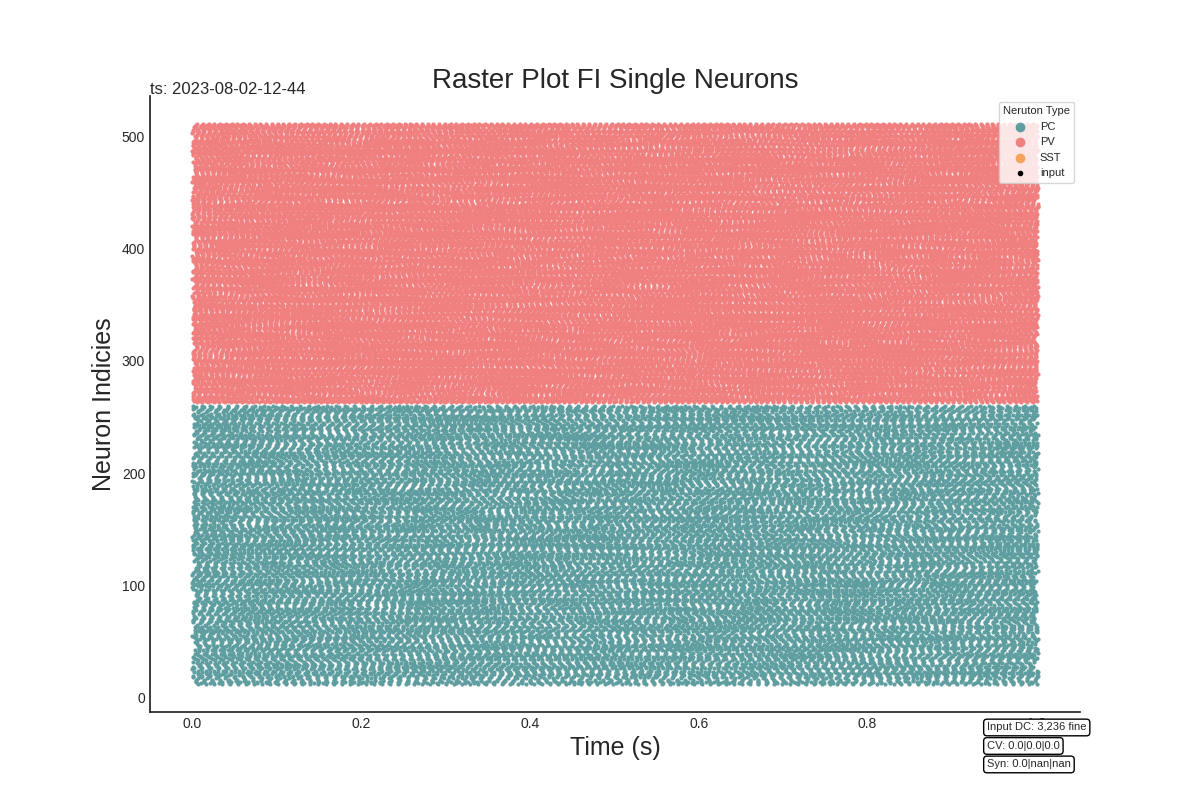 Raster Plot FI Single Neurons
ts: 2023-08-02-12-44
Neruton Type
PC
PV
SST
input
Neuron Indicies
500
400
300
200
100
0
0.0 0.2 0.4 0.6 0.8
Time (s)
Input DC: 3,236 fine
CV: 0.0|0.0|0.0
Syn: 0.0|nan|nan